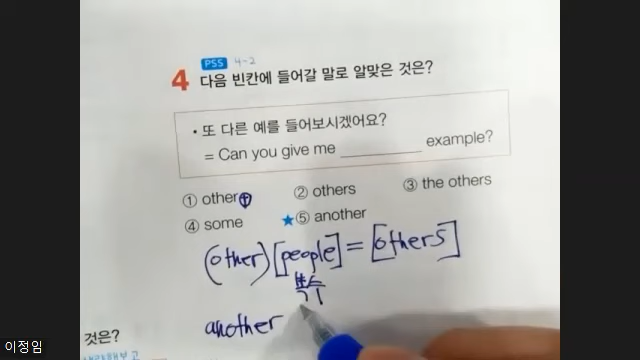 PSS 4-2
4 다음 빈칸에 들어갈 말로 알맞은 것은?
• 또 다른 예를 들어보시겠어요?
= Can you give me ________ example?
① other ② others ③ the others
④ some ★⑤ another
(other) [people] = [others]
복수
another
것은?
이정임